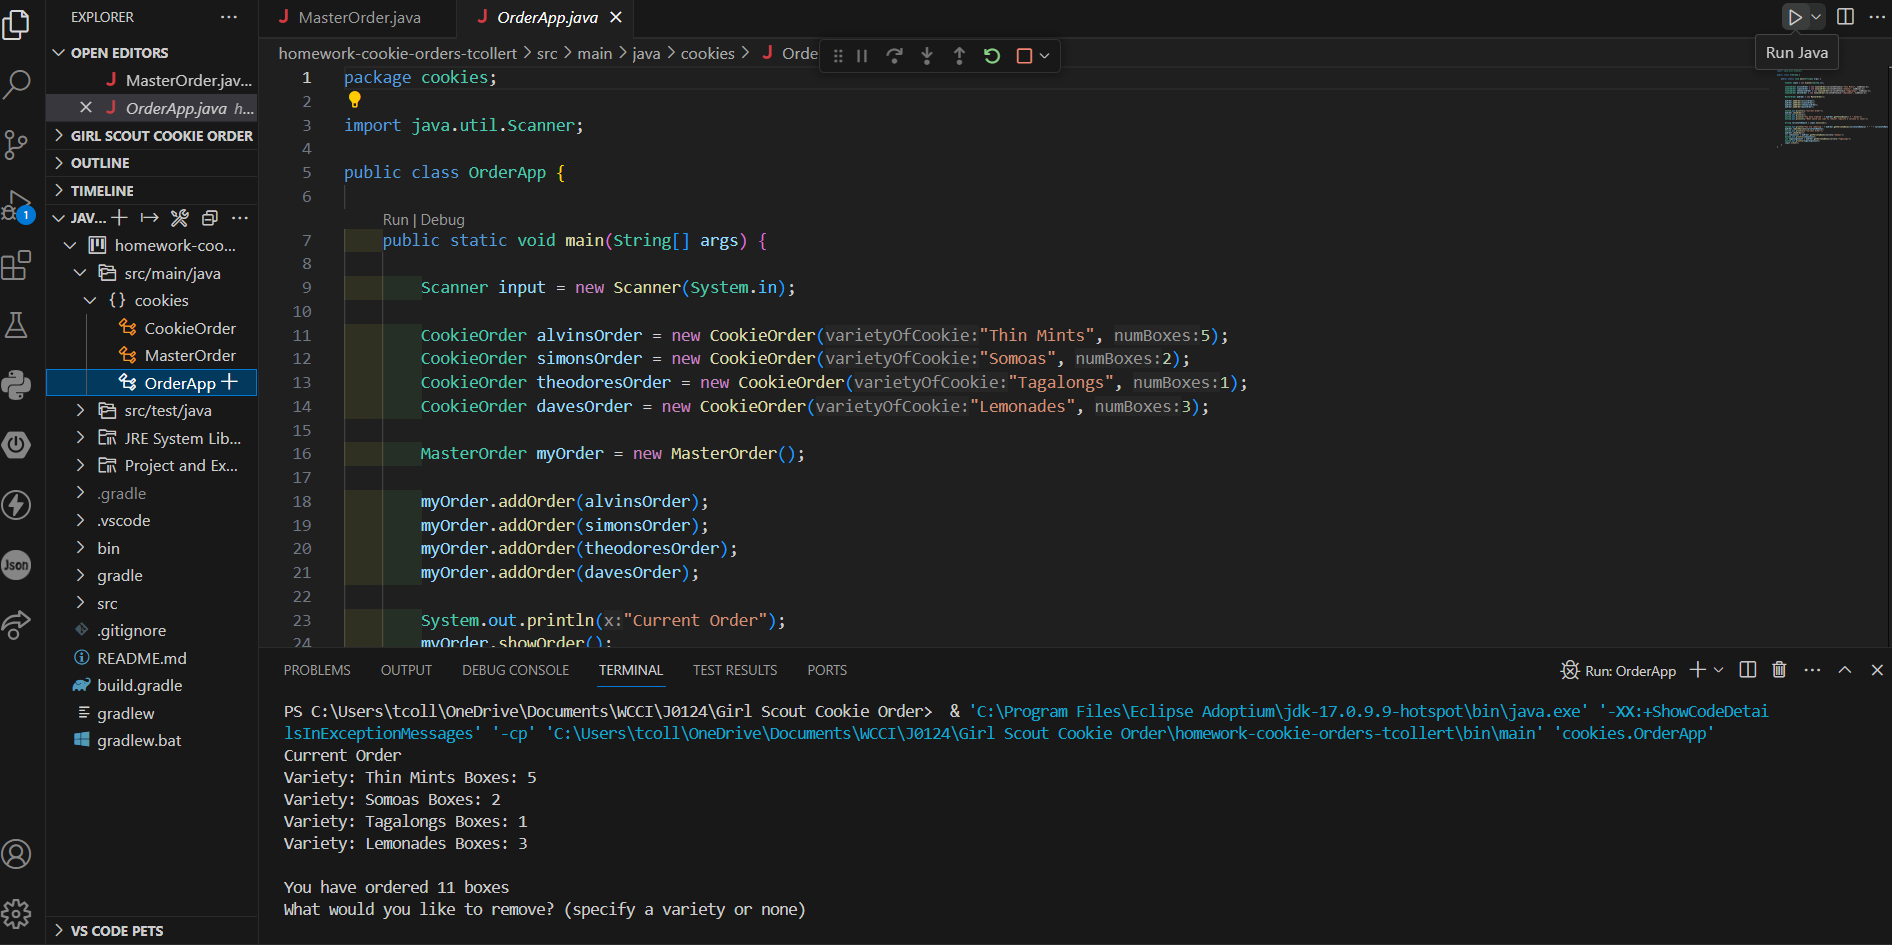 EXPLORER
OPEN EDITORS
MasterOrder.jav...
OrderApp.java h...
GIRL SCOUT COOKIE ORDER
OUTLINE
TIMELINE
JAV...
homework-coo...
src/main/java
cookies
CookieOrder
MasterOrder
OrderApp
src/test/java
JRE System Lib...
Project and Ex...
.gradle
.vscode
bin
gradle
src
.gitignore
README.md
build.gradle
gradlew
gradlew.bat
VS CODE PETS
1
Json
MasterOrder.java
OrderApp.java
homework-cookie-orders-tcollert > src > main > java > cookies > Orde
Run Java
1 package cookies;
2
3 import java.util.Scanner;
4
5 public class OrderApp {
6
Run | Debug
7 public static void main(String[] args) {
8
9 Scanner input = new Scanner(System.in);
10
11 CookieOrder alvinsOrder = new CookieOrder(varietyOfCookie:"Thin Mints", numBoxes:5);
12 CookieOrder simonsOrder = new CookieOrder(varietyOfCookie:"Somoas", numBoxes:2);
13 CookieOrder theodoresOrder = new CookieOrder(varietyOfCookie:"Tagalongs", numBoxes:1);
14 CookieOrder davesOrder = new CookieOrder(varietyOfCookie:"Lemonades", numBoxes:3);
15
16 MasterOrder myOrder = new MasterOrder();
17
18 myOrder.addOrder(alvinsOrder);
19 myOrder.addOrder(simonsOrder);
20 myOrder.addOrder(theodoresOrder);
21 myOrder.addOrder(davesOrder);
22
23 System.out.println(x:"Current Order");
24 myOrder.showOrder();
PROBLEMS OUTPUT DEBUG CONSOLE TERMINAL TEST RESULTS PORTS
Run: OrderApp
PS C:\Users\tcoll\OneDrive\Documents\WCCI\J0124\Girl Scout Cookie Order> & 'C:\Program Files\Eclipse Adoptium\jdk-17.0.9.9-hotspot\bin\java.exe' '-XX:+ShowCodeDetai
lsInExceptionMessages' '-cp' 'C:\Users\tcoll\OneDrive\Documents\WCCI\J0124\Girl Scout Cookie Order\homework-cookie-orders-tcollert\bin\main' 'cookies.OrderApp'
Current Order
Variety: Thin Mints Boxes: 5
Variety: Somoas Boxes: 2
Variety: Tagalongs Boxes: 1
Variety: Lemonades Boxes: 3
You have ordered 11 boxes
What would you like to remove? (specify a variety or none)